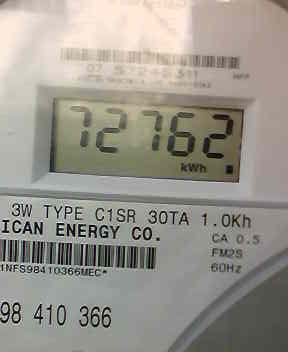 72762
kWh
3W TYPE C1SR 30TA 1.0Kh
ICAN ENERGY CO.
CA 0.5
FM2S
60Hz
1NFS98410366MEC*
98 410 366